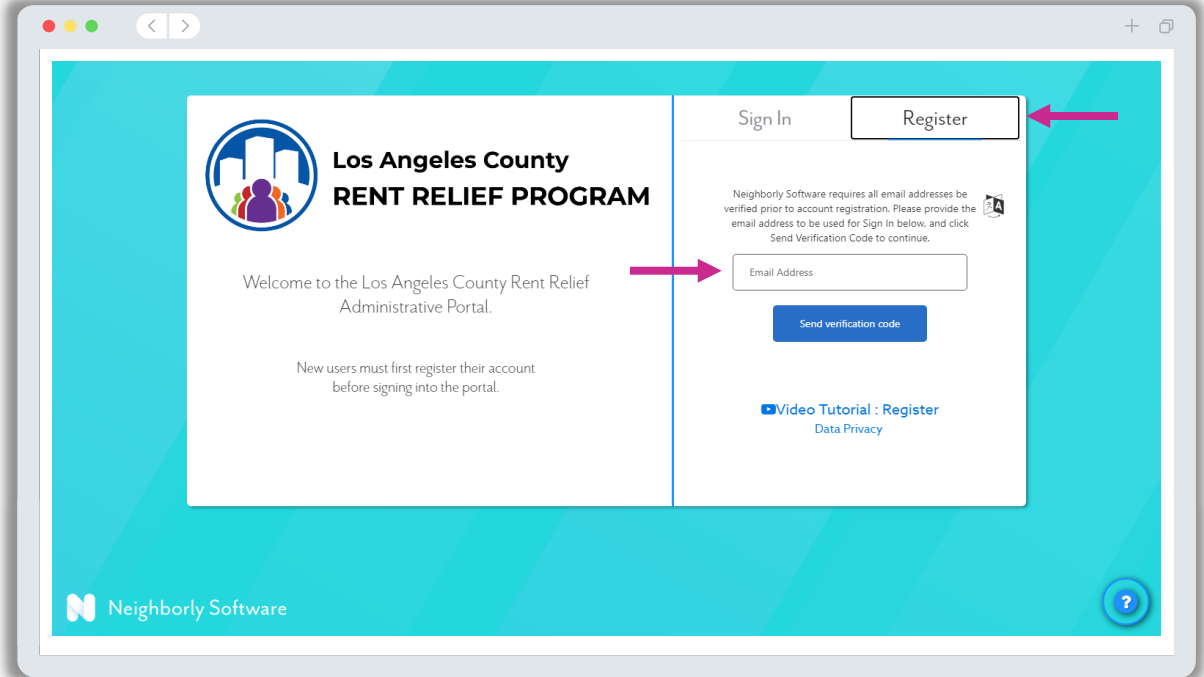 Los Angeles County
RENT RELIEF PROGRAM
Welcome to the Los Angeles County Rent Relief
Administrative Portal.
New users must first register their account
before signing into the portal.
Sign In
Register
Neighborly Software requires all email addresses be
verified prior to account registration. Please provide the
email address to be used for Sign In below, and click
Send Verification Code to continue.
文A
Email Address
Send verification code
Video Tutorial : Register
Data Privacy
N Neighborly Software
?